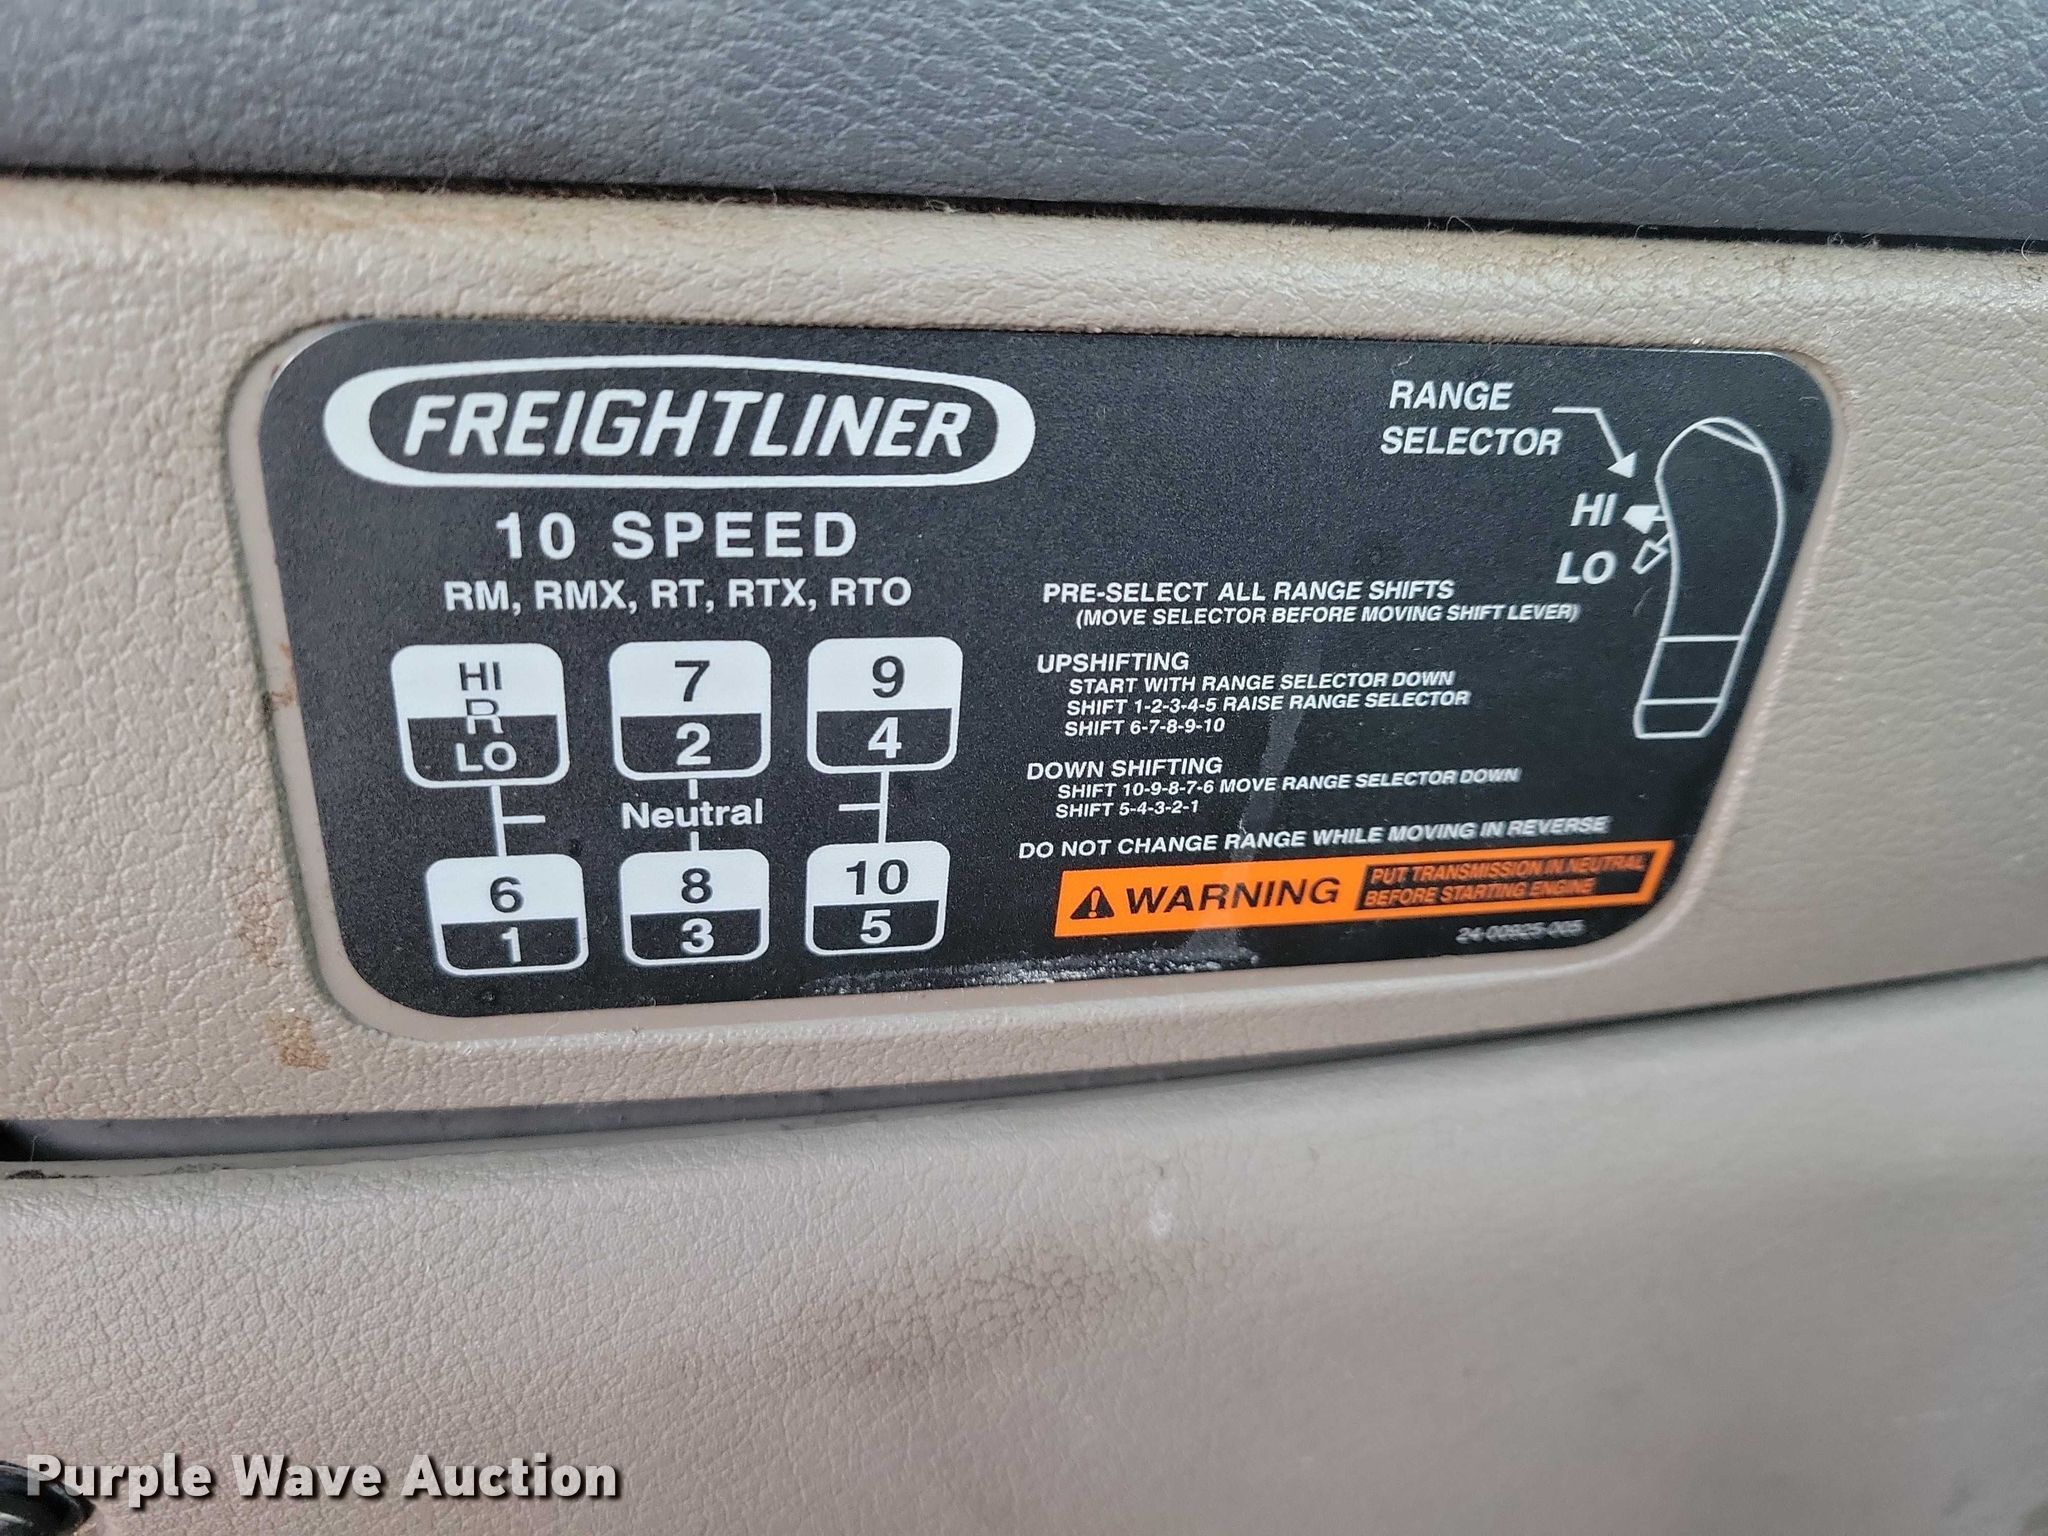 FREIGHTLINER
10 SPEED
RM, RMX, RT, RTX, RTO
HI
R
LO
7
2
9
4
Neutral
6
1
8
3
10
5
RANGE
SELECTOR
HI
LO
PRE-SELECT ALL RANGE SHIFTS
(MOVE SELECTOR BEFORE MOVING SHIFT LEVER)
UPSHIFTING
START WITH RANGE SELECTOR DOWN
SHIFT 1-2-3-4-5 RAISE RANGE SELECTOR
SHIFT 6-7-8-9-10
DOWN SHIFTING
SHIFT 10-9-8-7-6 MOVE RANGE SELECTOR DOWN
SHIFT 5-4-3-2-1
DO NOT CHANGE RANGE WHILE MOVING IN REVERSE
WARNING
PUT TRANSMISSION IN NEUTRAL
BEFORE STARTING ENGINE
24-00925-005
Purple Wave Auction